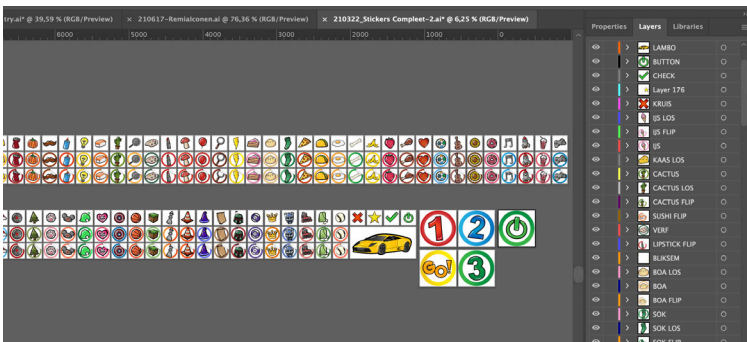 try.ai* @ 39,59 % (RGB/Preview) × 210617-Remialconen.ai @ 76,36 % (RGB/Preview) × 210322_Stickers Compleet-2.ai* @ 6,25 % (RGB/Preview)
6000 5000 4000 3000 2000 1000 0
1 2
GO! 3
Properties Layers Libraries
LAMBO
BUTTON
CHECK
Layer 176
KRUIS
IJS LOS
IJS FLIP
IJS
KAAS LOS
CACTUS
CACTUS LOS
CACTUS FLIP
SUSHI FLIP
VERF
LIPSTICK FLIP
BLIKSEM
BOA LOS
BOA
BOA FLIP
SOK
SOK LOS
SOK FLIP